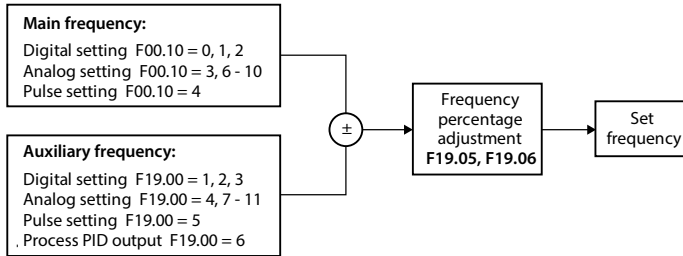 Main frequency:
Digital setting F00.10 = 0, 1, 2
Analog setting F00.10 = 3, 6 - 10
Pulse setting F00.10 = 4
Auxiliary frequency:
Digital setting F19.00 = 1, 2, 3
Analog setting F19.00 = 4, 7 - 11
Pulse setting F19.00 = 5
. Process PID output F19.00 = 6
±
Frequency
percentage
adjustment
F19.05, F19.06
Set
frequency